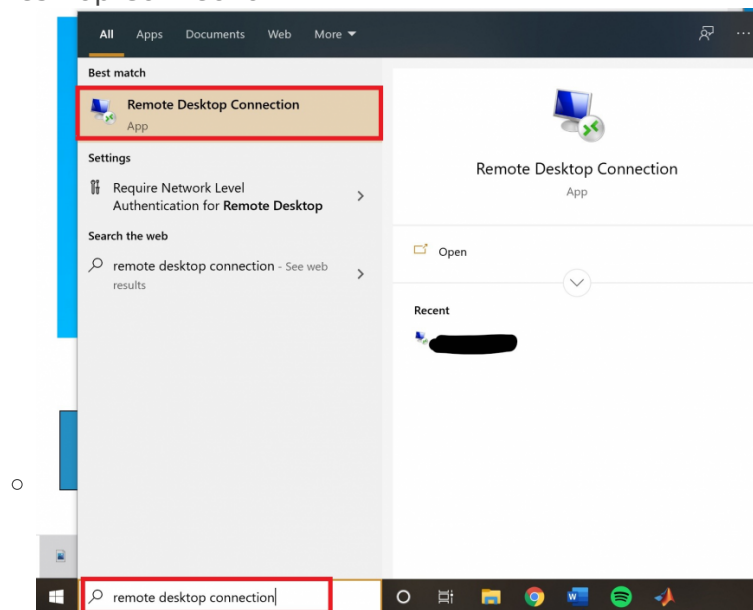 All Apps Documents Web More
Best match
Remote Desktop Connection
App
Settings
Require Network Level
Authentication for Remote Desktop
Search the web
remote desktop connection - See web
results
Remote Desktop Connection
App
Open
Recent
remote desktop connection
W